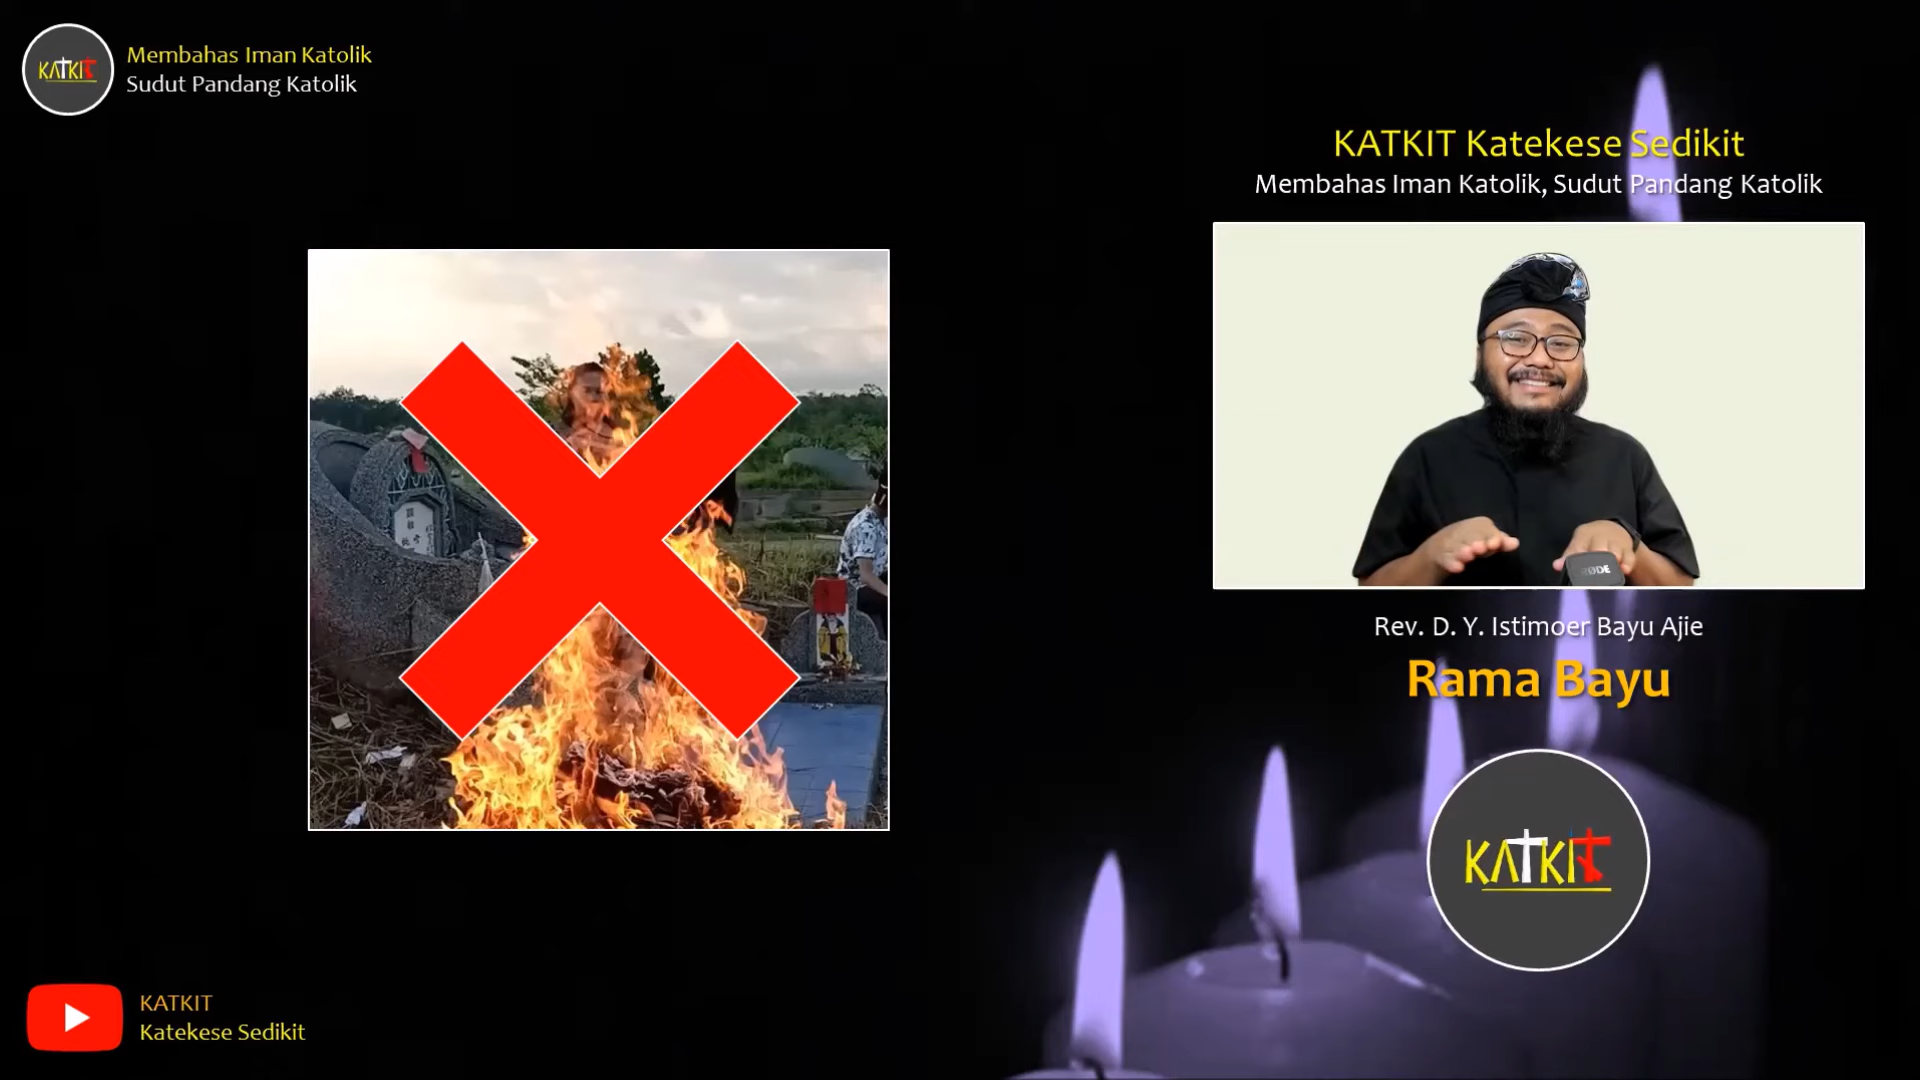 KATKIT
Membahas Iman Katolik
Sudut Pandang Katolik
KATKIT Katekese Sedikit
Membahas Iman Katolik, Sudut Pandang Katolik
RØDE
Rev. D. Y. Istimoer Bayu Ajie
Rama Bayu
KATKIT
KATKIT
Katekese Sedikit